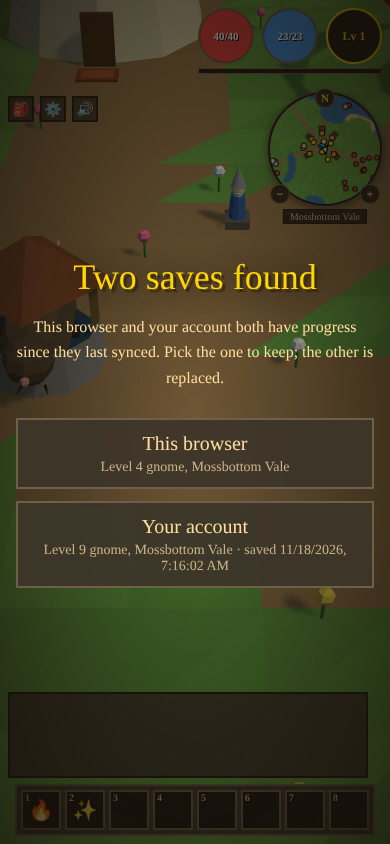 40/40
23/23
Lv 1
N
−
+
Mossbottom Vale
Two saves found
This browser and your account both have progress
since they last synced. Pick the one to keep; the other is
replaced.
This browser
Level 4 gnome, Mossbottom Vale
Your account
Level 9 gnome, Mossbottom Vale · saved 11/18/2026,
7:16:02 AM
1 2 3 4 5 6 7 8